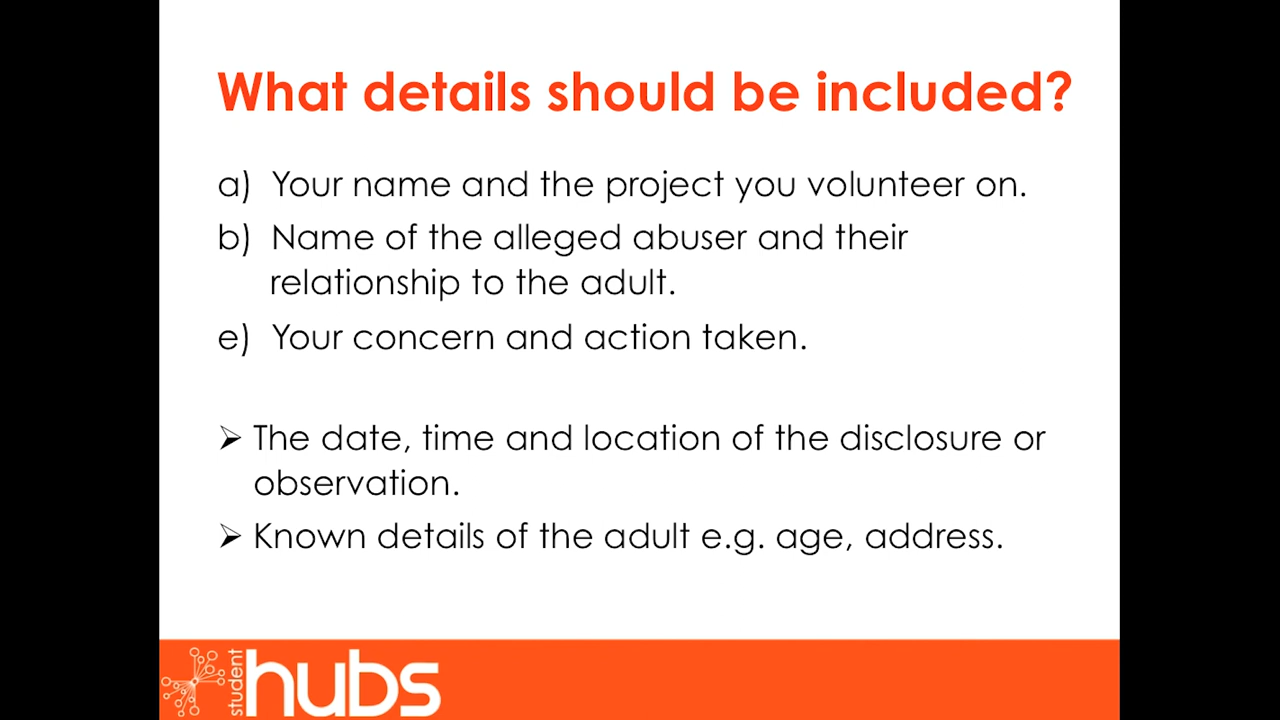 What details should be included?
a) Your name and the project you volunteer on.
b) Name of the alleged abuser and their
relationship to the adult.
e) Your concern and action taken.
➢ The date, time and location of the disclosure or
observation.
➢ Known details of the adult e.g. age, address.
student hubs